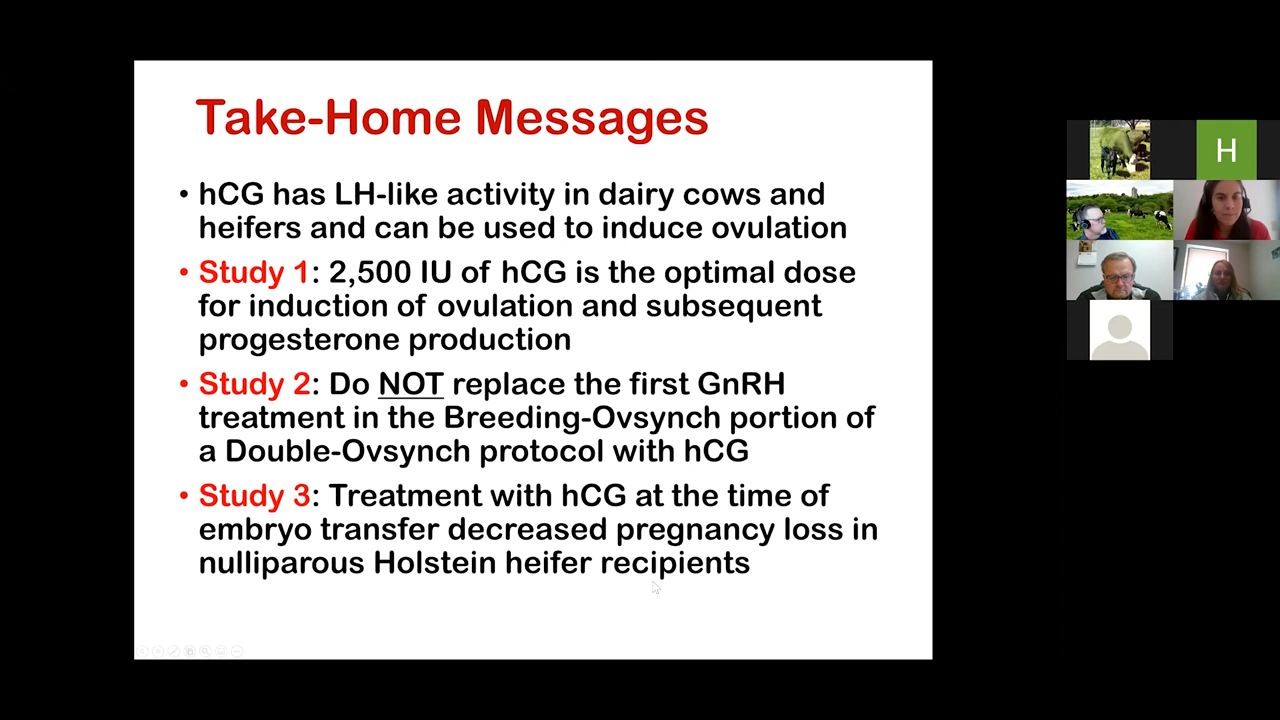 Take-Home Messages
• hCG has LH-like activity in dairy cows and
heifers and can be used to induce ovulation
• Study 1: 2,500 IU of hCG is the optimal dose
for induction of ovulation and subsequent
progesterone production
• Study 2: Do NOT replace the first GnRH
treatment in the Breeding-Ovsynch portion of
a Double-Ovsynch protocol with hCG
• Study 3: Treatment with hCG at the time of
embryo transfer decreased pregnancy loss in
nulliparous Holstein heifer recipients
H